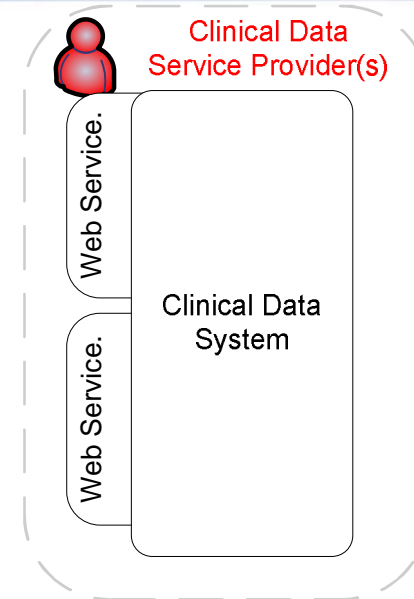 Clinical Data
Service Provider(s)
Web Service.
Clinical Data
System
Web Service.